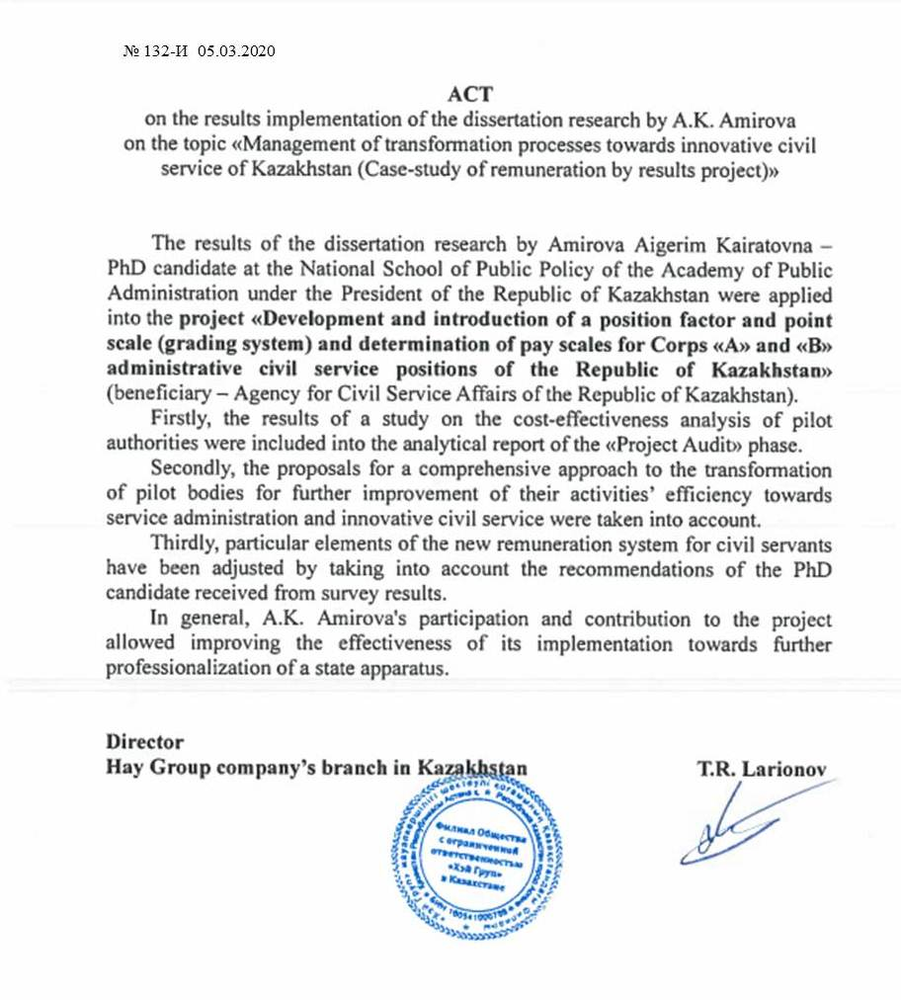 № 132-И 05.03.2020
ACT
on the results implementation of the dissertation research by A.K. Amirova
on the topic «Management of transformation processes towards innovative civil
service of Kazakhstan (Case-study of remuneration by results project)»
The results of the dissertation research by Amirova Aigerim Kairatovna –
PhD candidate at the National School of Public Policy of the Academy of Public
Administration under the President of the Republic of Kazakhstan were applied
into the project «Development and introduction of a position factor and point
scale (grading system) and determination of pay scales for Corps «A» and «B»
administrative civil service positions of the Republic of Kazakhstan»
(beneficiary – Agency for Civil Service Affairs of the Republic of Kazakhstan).
Firstly, the results of a study on the cost-effectiveness analysis of pilot
authorities were included into the analytical report of the «Project Audit» phase.
Secondly, the proposals for a comprehensive approach to the transformation
of pilot bodies for further improvement of their activities’ efficiency towards
service administration and innovative civil service were taken into account.
Thirdly, particular elements of the new remuneration system for civil servants
have been adjusted by taking into account the recommendations of the PhD
candidate received from survey results.
In general, A.K. Amirova's participation and contribution to the project
allowed improving the effectiveness of its implementation towards further
professionalization of a state apparatus.
Director
Hay Group company’s branch in Kazakhstan T.R. Larionov
Филиал Общества
с ограниченной
ответственностью
«Хэй Груп»
в Казахстане